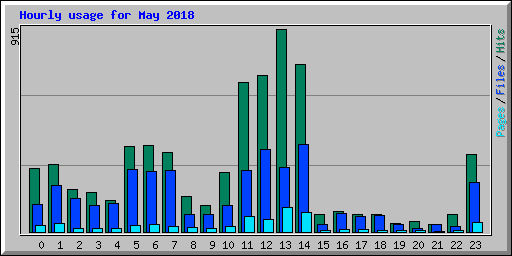 Hourly usage for May 2018
915
Pages/Files/Hits
0 1 2 3 4 5 6 7 8 9 10 11 12 13 14 15 16 17 18 19 20 21 22 23